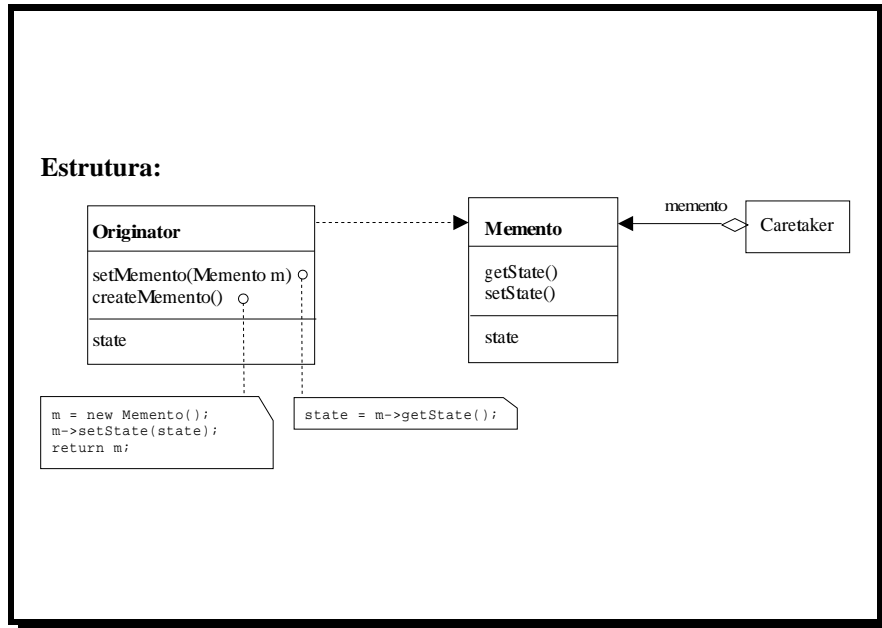 Estrutura:
Originator
setMemento(Memento m)
createMemento()
state
Memento
getState()
setState()
state
memento
Caretaker
m = new Memento();
m->setState(state);
return m;
state = m->getState();